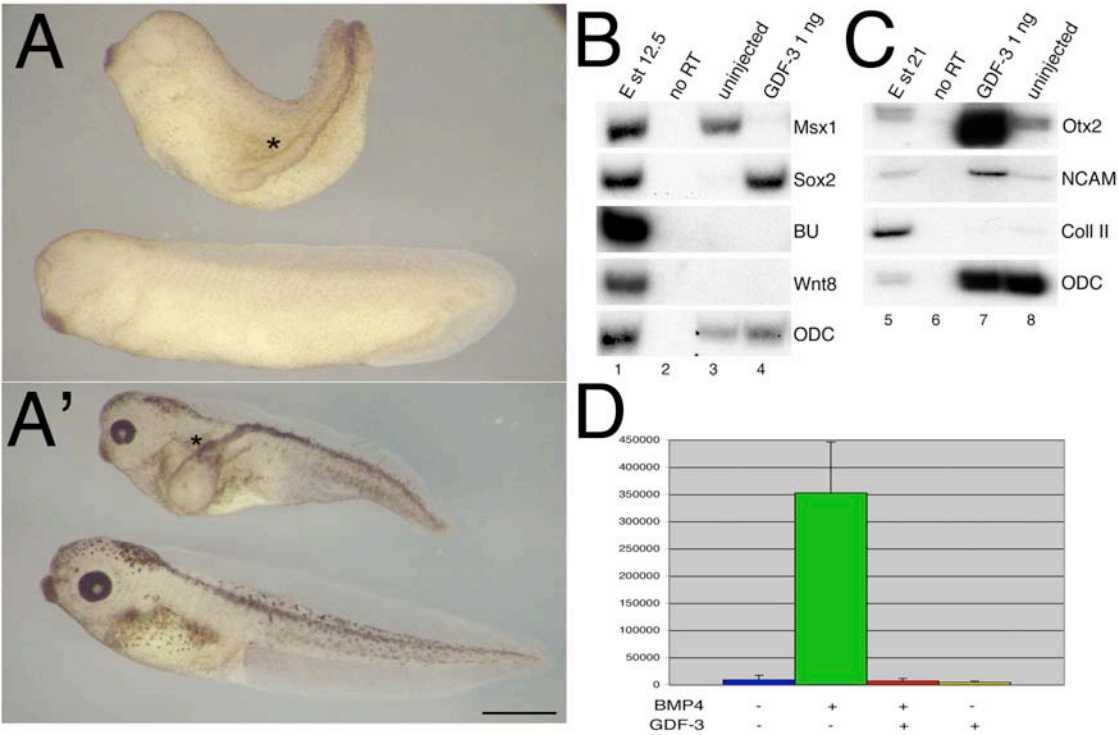 A
*
A'
*
B
E st 12.5
no RT
uninjected
GDF-3 1 ng
Msx1
Sox2
BU
Wnt8
ODC
1 2 3 4
C
E st 21
no RT
GDF-3 1 ng
uninjected
Otx2
NCAM
Coll II
ODC
5 6 7 8
D
450000
400000
350000
300000
250000
200000
150000
100000
50000
0
BMP4 - + + -
GDF-3 - - + +